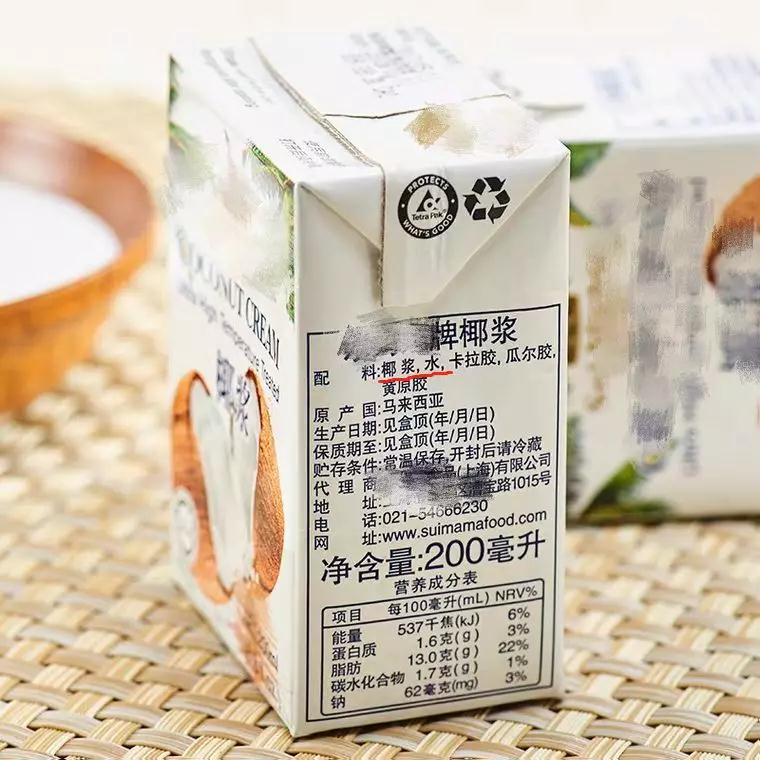 PROTECTS
Tetra Pak
WHAT'S GOOD
COCONUT CREAM
Ultra High Temperature Treated
椰浆
牌椰浆
配 料:椰浆,水,卡拉胶,瓜尔胶,
黄原胶
原产国:马来西亚
生产日期:见盒顶(年/月/日)
保质期至:见盒顶(年/月/日)
贮存条件:常温保存,开封后请冷藏
代理商 品(上海)有限公司
地 址: 区漕宝路1015号
电 话:021-54666230
网 址:www.suimamafood.com
净含量:200毫升
营养成分表
项目 每100毫升(mL) NRV%
能量 537千焦(kJ) 6%
蛋白质 1.6克(g) 3%
脂肪 13.0克(g) 22%
碳水化合物 1.7克(g) 1%
钠 62毫克(mg) 3%